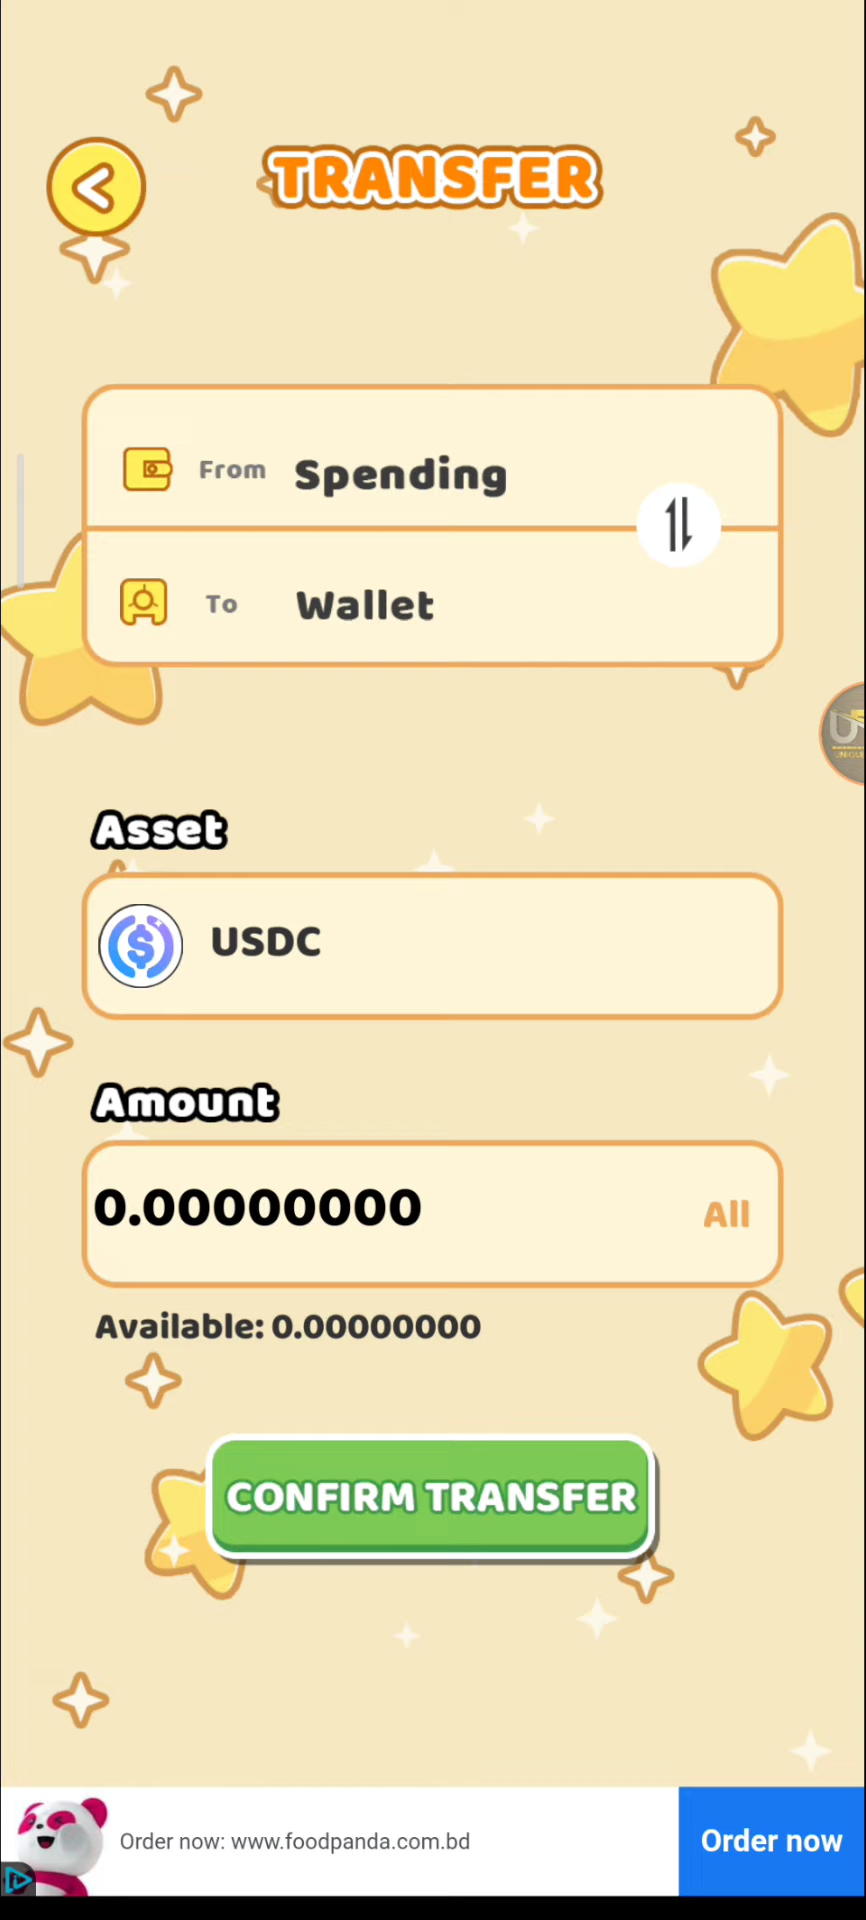 TRANSFER
From Spending
To Wallet
Asset
USDC
Amount
0.00000000 All
Available: 0.00000000
CONFIRM TRANSFER
Order now: www.foodpanda.com.bd
Order now